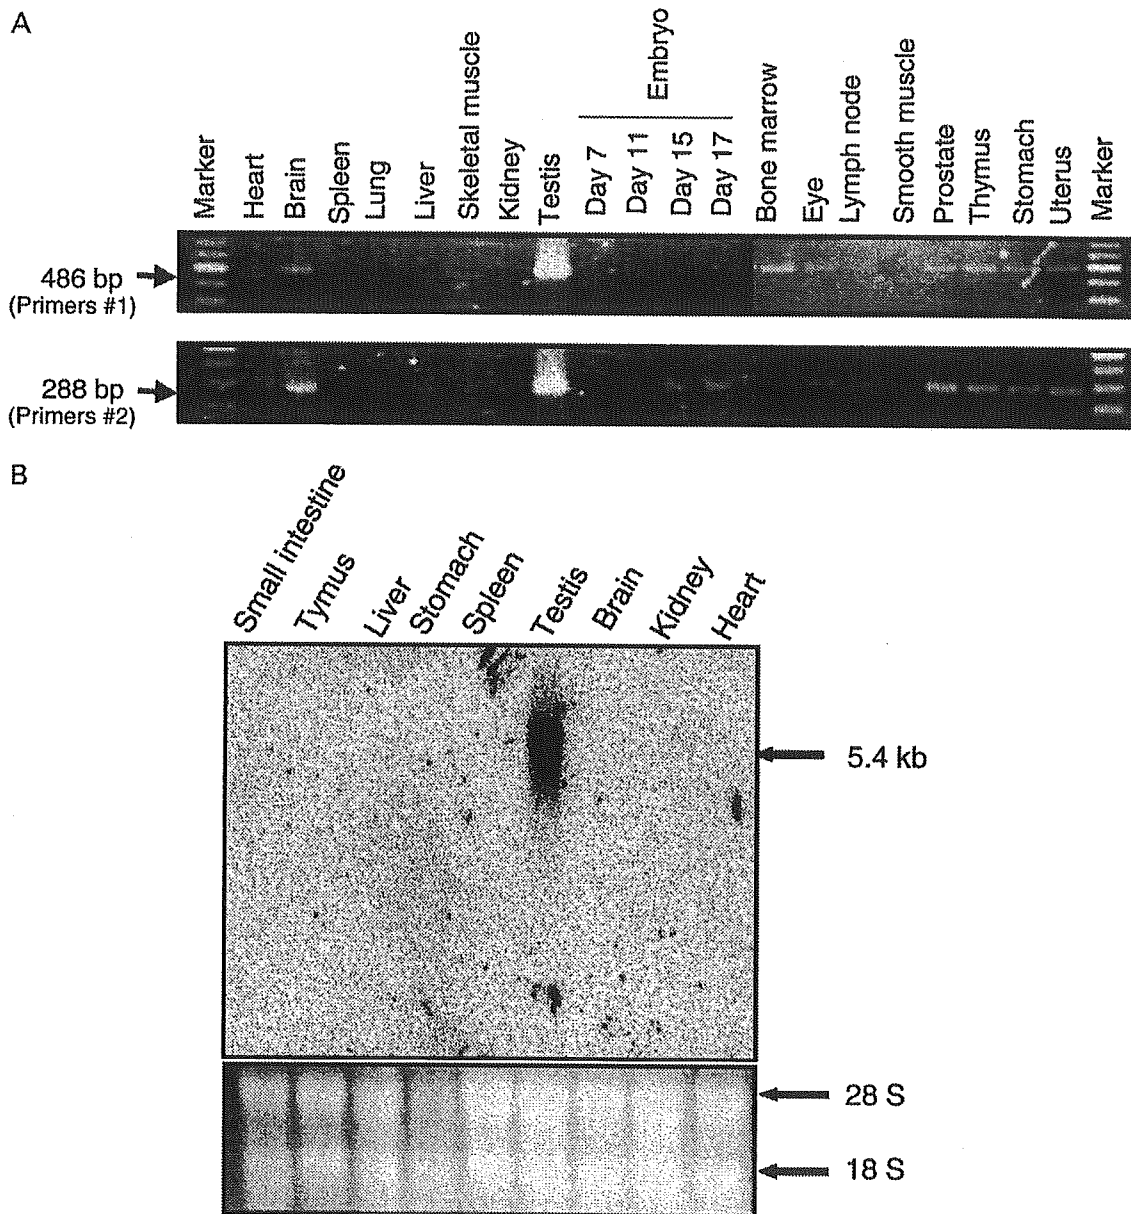 A
Marker
Heart
Brain
Spleen
Lung
Liver
Skeletal muscle
Kidney
Testis
Embryo
Day 7
Day 11
Day 15
Day 17
Bone marrow
Eye
Lymph node
Smooth muscle
Prostate
Thymus
Stomach
Uterus
Marker
486 bp
(Primers #1)
288 bp
(Primers #2)
B
Small intestine
Tymus
Liver
Stomach
Spleen
Testis
Brain
Kidney
Heart
5.4 kb
28 S
18 S